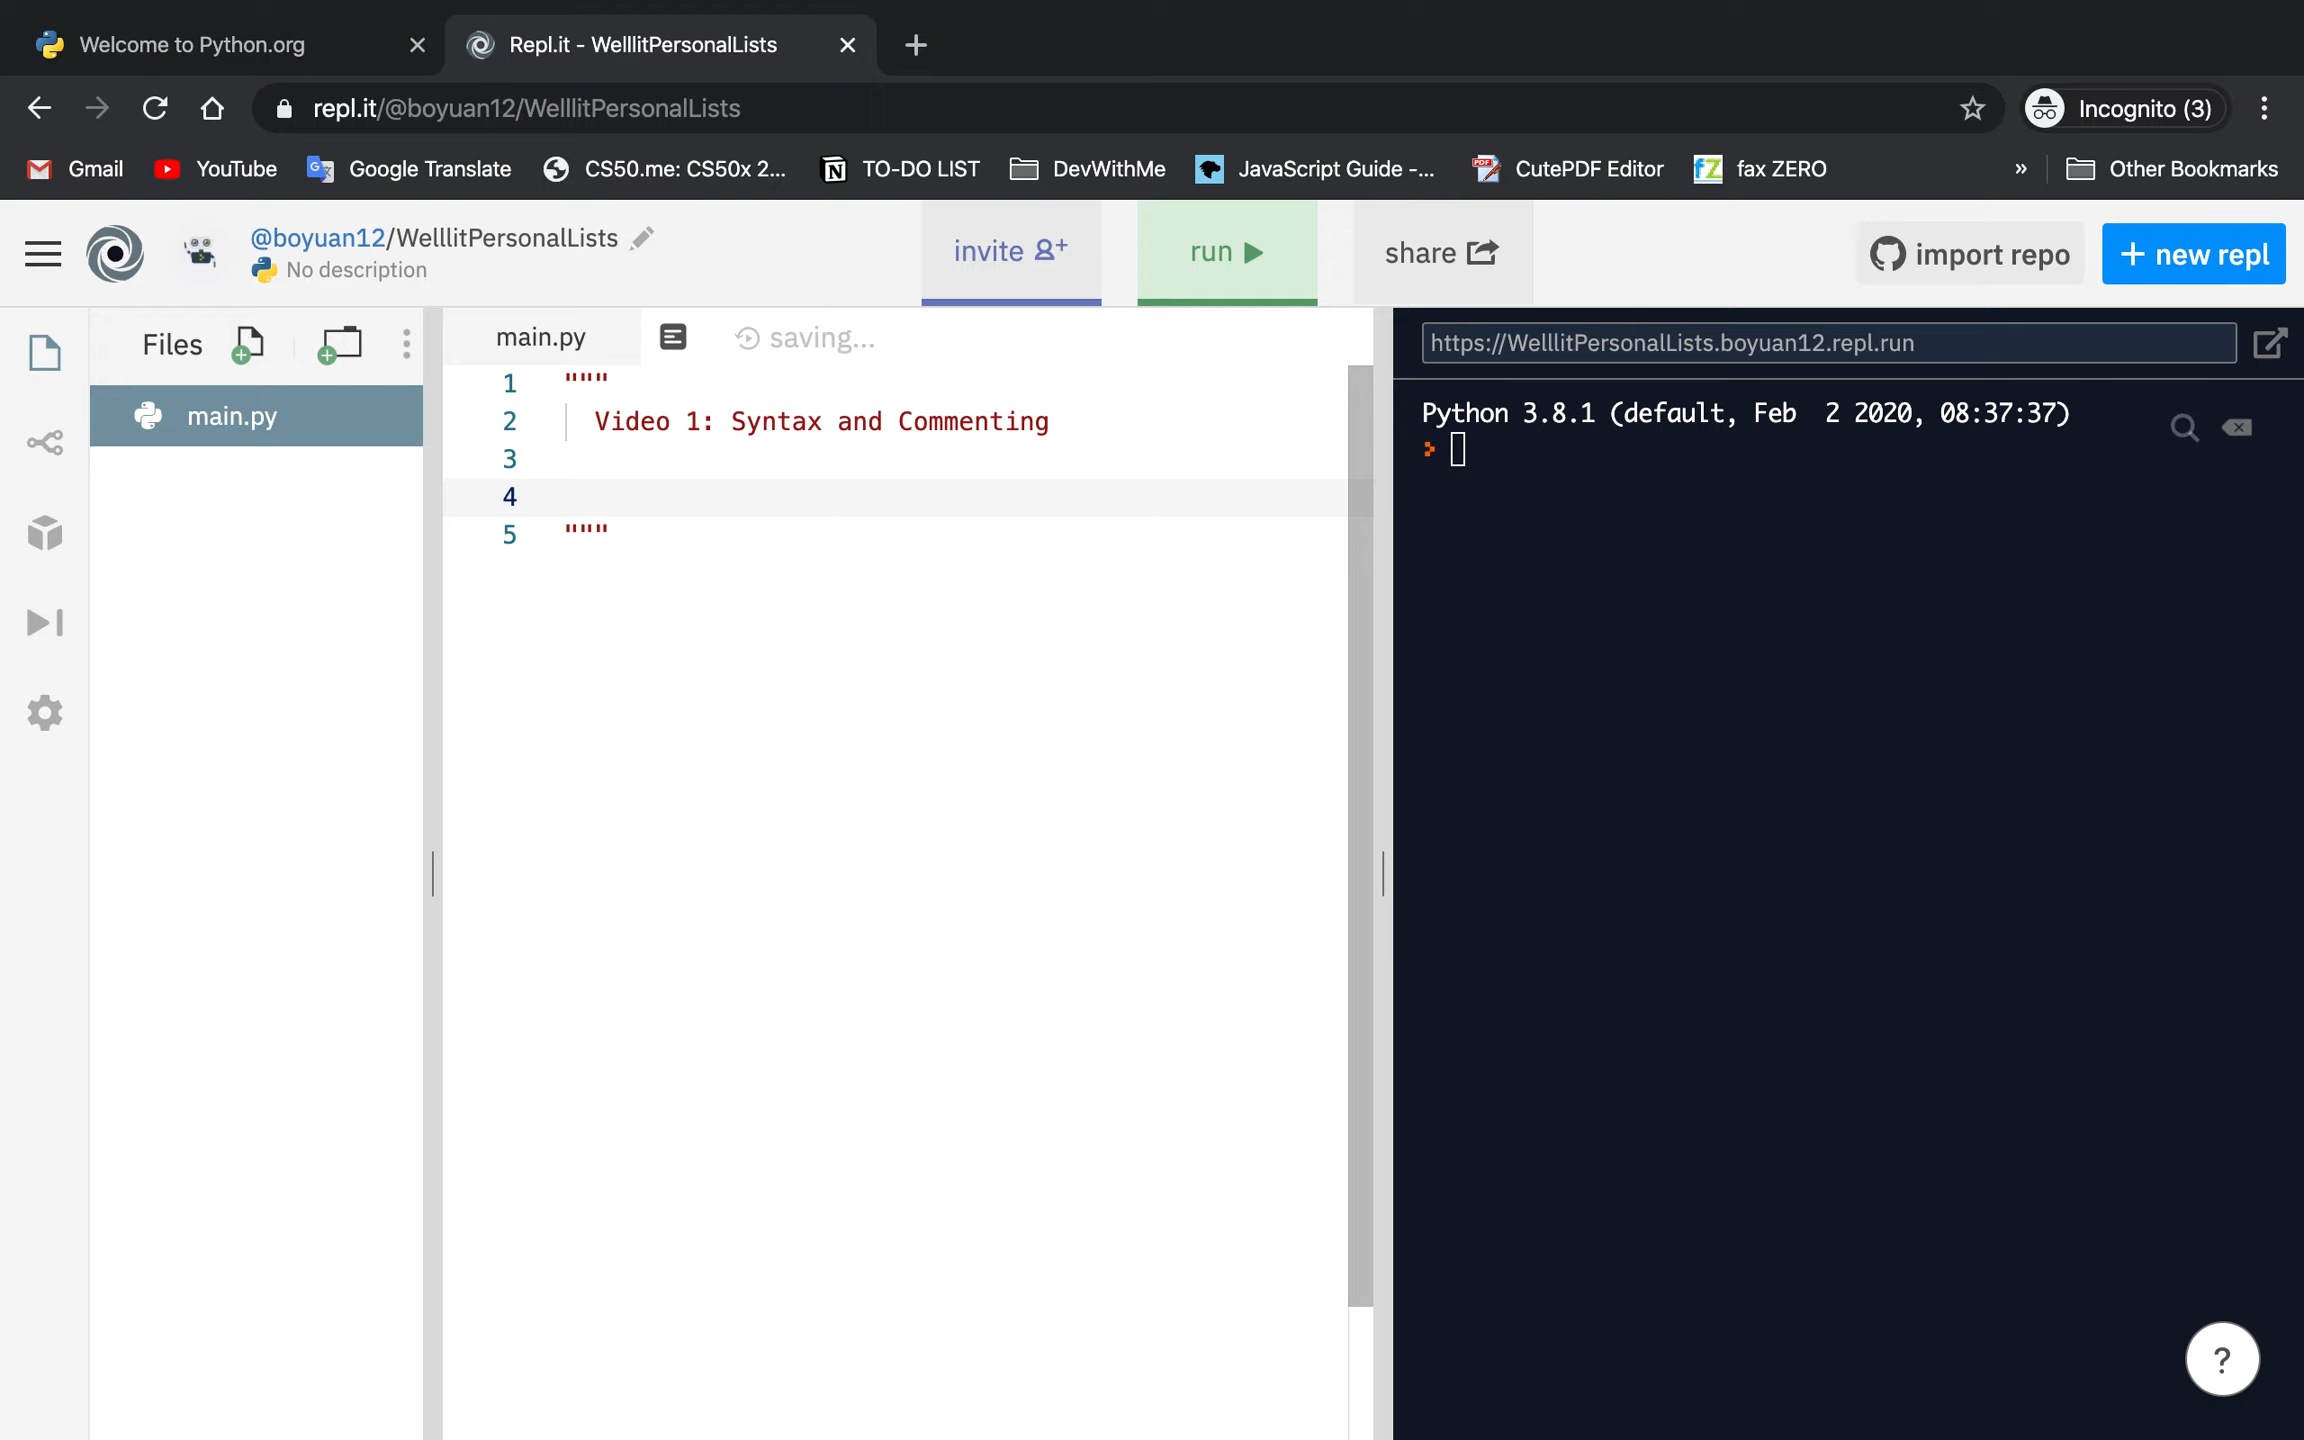 Welcome to Python.org
Repl.it - WelllitPersonalLists
repl.it/@boyuan12/WelllitPersonalLists
Incognito (3)
Gmail
YouTube
Google Translate
CS50.me: CS50x 2...
TO-DO LIST
DevWithMe
JavaScript Guide -...
CutePDF Editor
fax ZERO
»
Other Bookmarks
@boyuan12/WelllitPersonalLists
No description
invite
run
share
import repo
+ new repl
Files
main.py
main.py
saving...
1 """
2 Video 1: Syntax and Commenting
3
4
5 """
https://WelllitPersonalLists.boyuan12.repl.run
Python 3.8.1 (default, Feb  2 2020, 08:37:37)
?